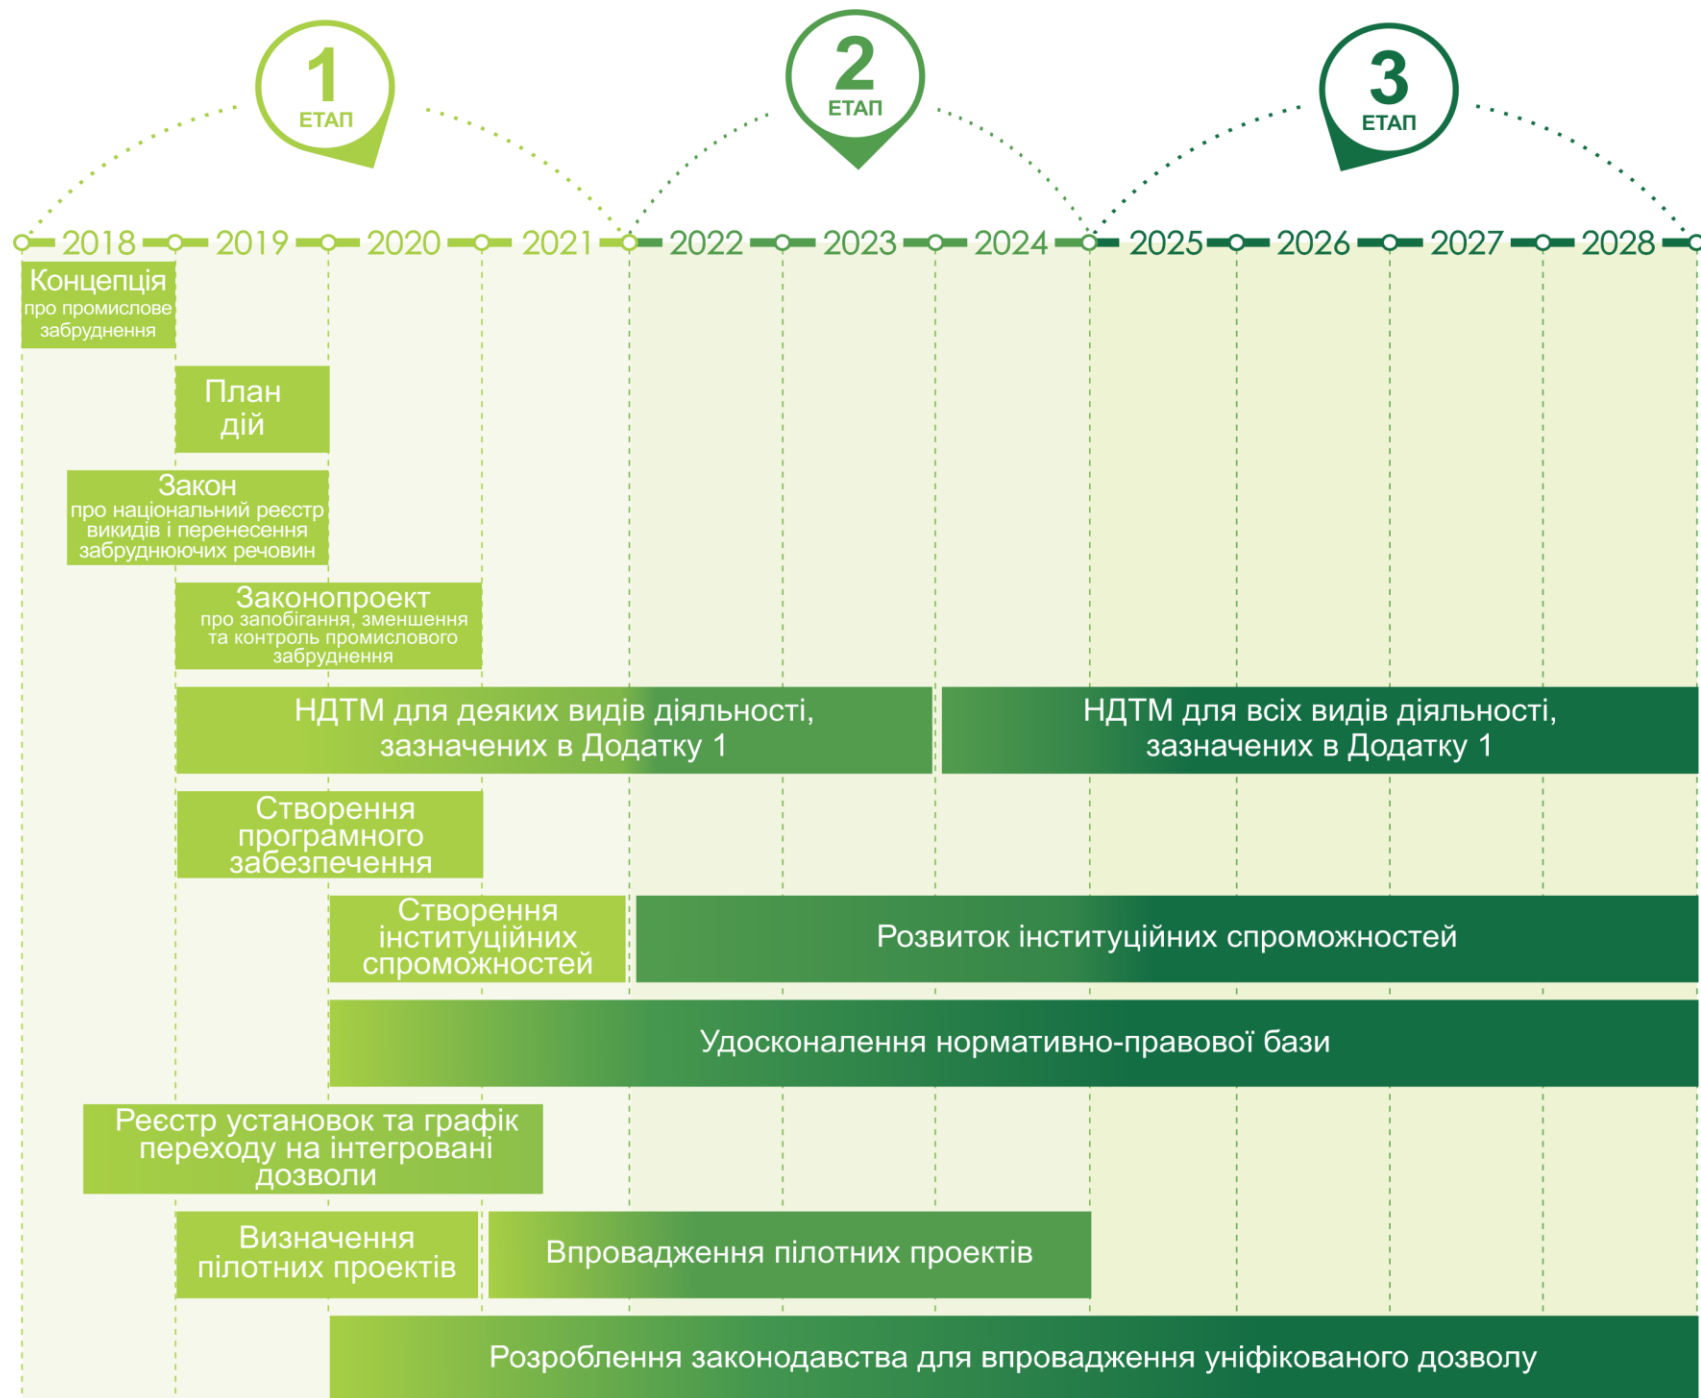 1
ЕТАП
2
ЕТАП
3
ЕТАП
2018 2019 2020 2021 2022 2023 2024 2025 2026 2027 2028
Концепція
про промислове
забруднення
План
дій
Закон
про національний реєстр
викидів і перенесення
забруднюючих речовин
Законопроект
про запобігання, зменшення
та контроль промислового
забруднення
НДТМ для деяких видів діяльності,
зазначених в Додатку 1
НДТМ для всіх видів діяльності,
зазначених в Додатку 1
Створення
програмного
забезпечення
Створення
інституційних
спроможностей
Розвиток інституційних спроможностей
Удосконалення нормативно-правової бази
Реєстр установок та графік
переходу на інтегровані
дозволи
Визначення
пілотних проектів
Впровадження пілотних проектів
Розроблення законодавства для впровадження уніфікованого дозволу